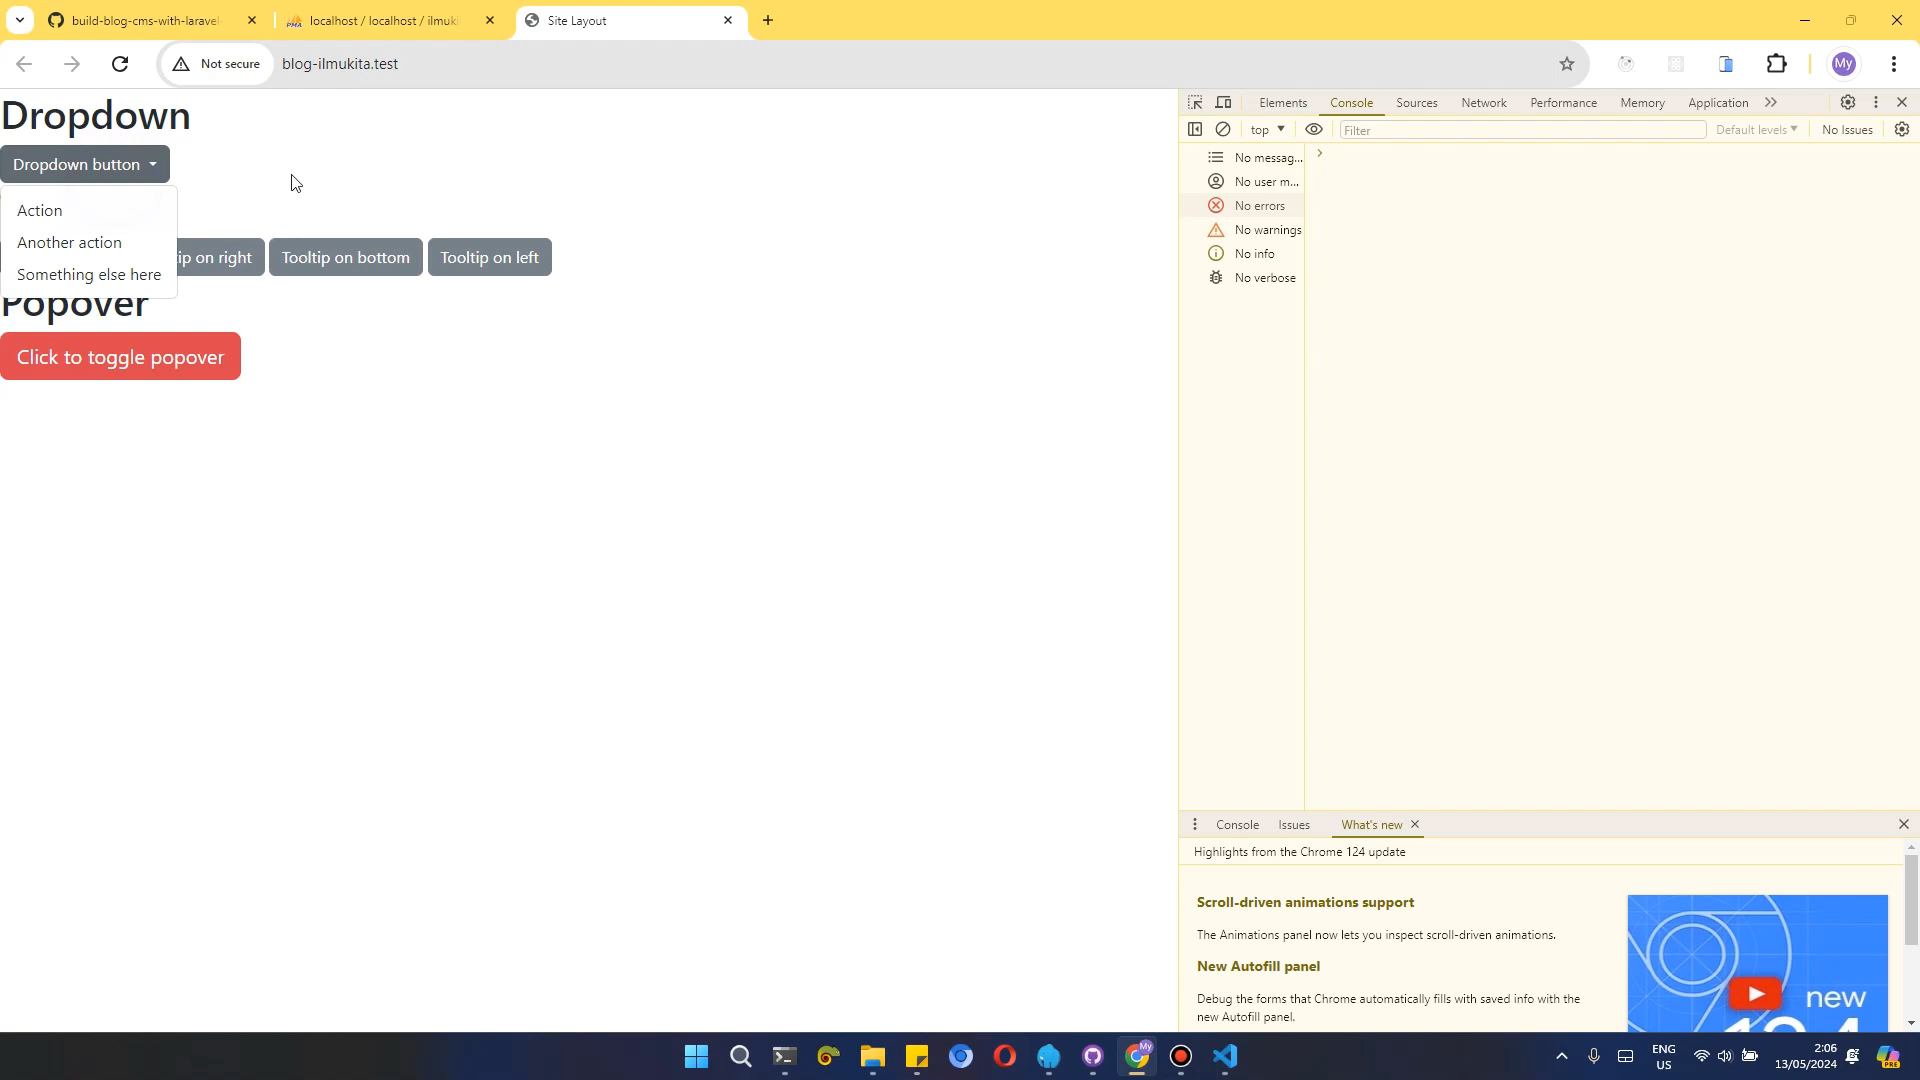 build-blog-cms-with-laravel
localhost / localhost / ilmuki
Site Layout
Not secure
blog-ilmukita.test
My
Dropdown
Dropdown button
Action
Another action
Something else here
ip on right
Tooltip on bottom
Tooltip on left
Popover
Click to toggle popover
Elements
Console
Sources
Network
Performance
Memory
Application
top
Filter
Default levels
No Issues
No messag...
No user m...
No errors
No warnings
No info
No verbose
Console
Issues
What's new
Highlights from the Chrome 124 update
Scroll-driven animations support
The Animations panel now lets you inspect scroll-driven animations.
New Autofill panel
Debug the forms that Chrome automatically fills with saved info with the
new Autofill panel.
new
ENG
US
2:06
13/05/2024
PRE